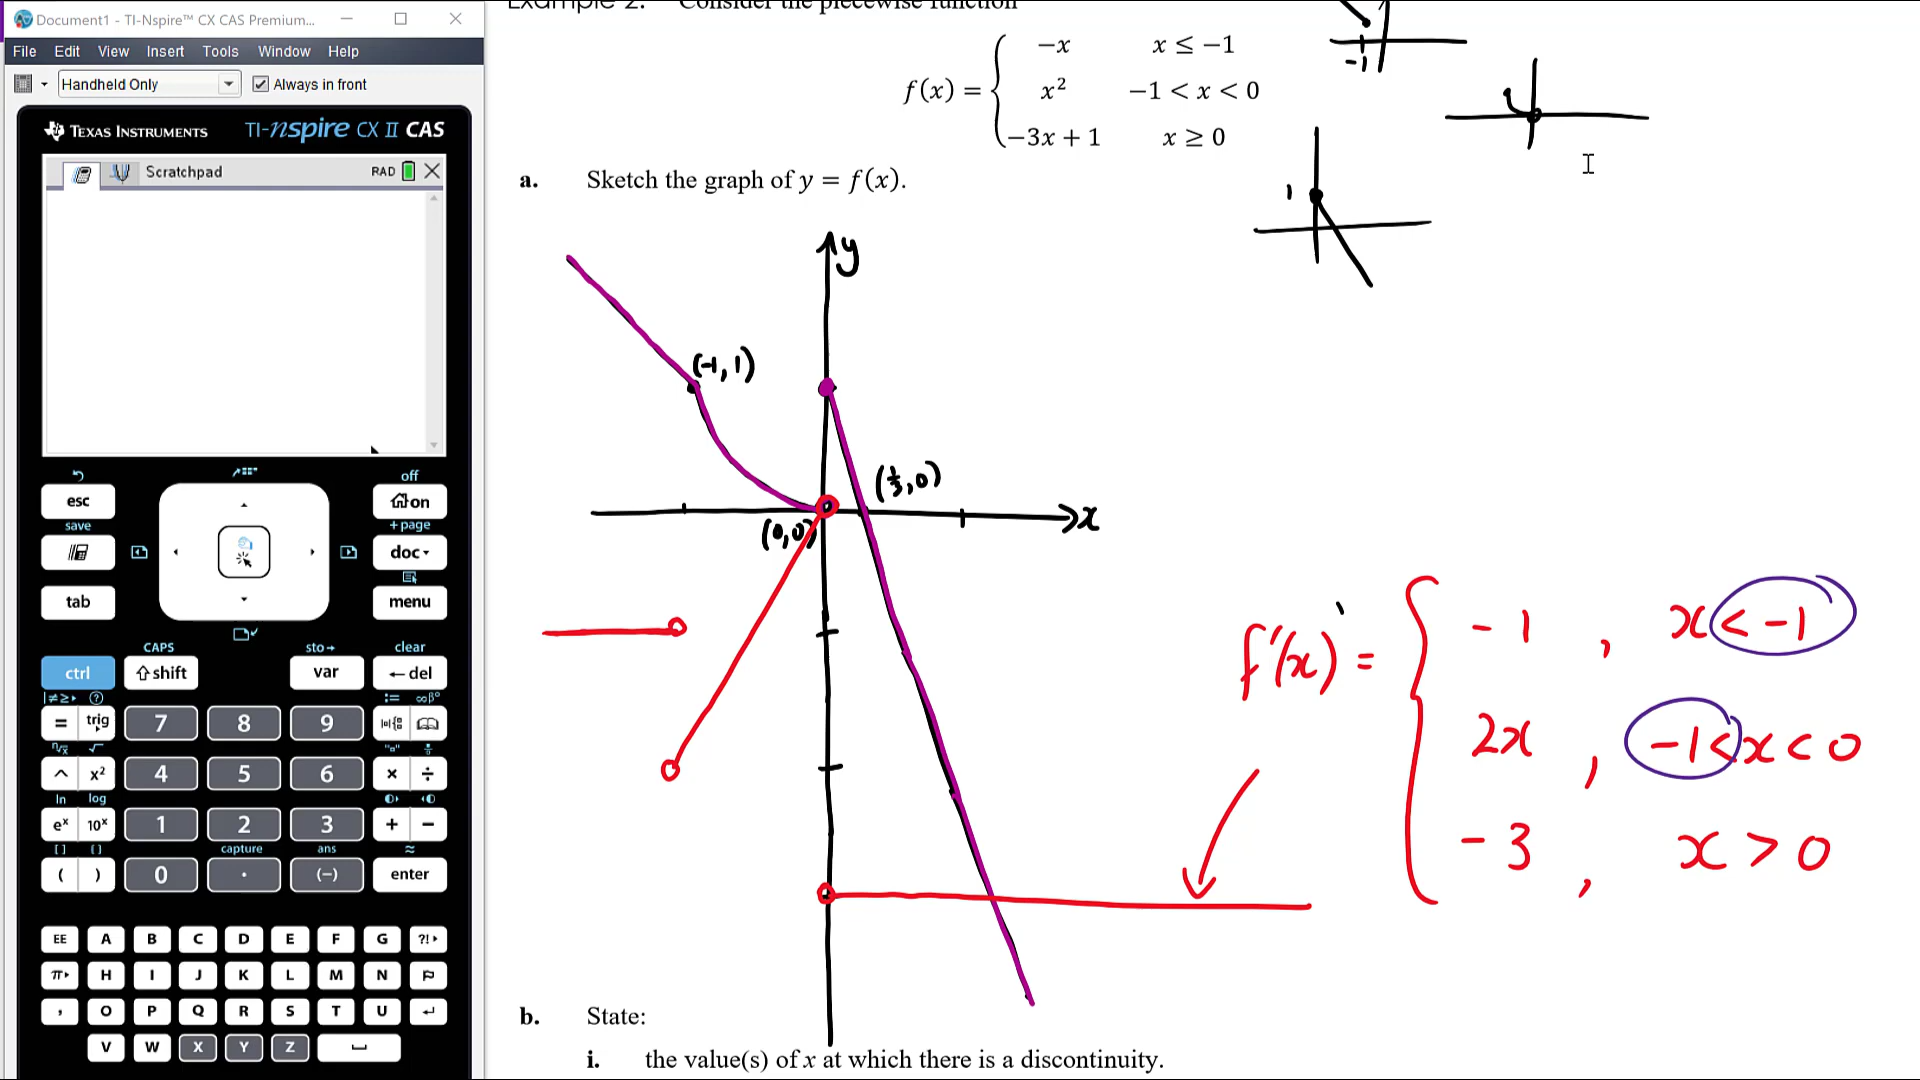 Document1 - TI-Nspire™ CX CAS Premium...
File Edit View Insert Tools Window Help
Handheld Only
Always in front
TEXAS INSTRUMENTS TI-nspire CX II CAS
Scratchpad RAD
off
esc on
save + page
doc
tab menu
CAPS sto→ clear
ctrl shift var ←del
|≠≥▸ ? := ∞β°
= trig 7 8 9
ⁿ√x √ "▫" ÷
^ x² 4 5 6 × ÷
ln log
eˣ 10ˣ 1 2 3 + −
[ ] { } capture ans ≈
( ) 0 . (−) enter
EE A B C D E F G ?!▸
π▸ H I J K L M N
, O P Q R S T U ↵
V W X Y Z
Example 2: Consider the piecewise function
f(x) = { −x x ≤ −1
x² −1 < x < 0
−3x + 1 x ≥ 0
a. Sketch the graph of y = f(x).
-1
1
y
(-1, 1)
(1/3, 0)
(0,0)
x
f'(x) = { -1 , x < -1
2x , -1 < x < 0
-3 , x > 0
b. State:
i. the value(s) of x at which there is a discontinuity.